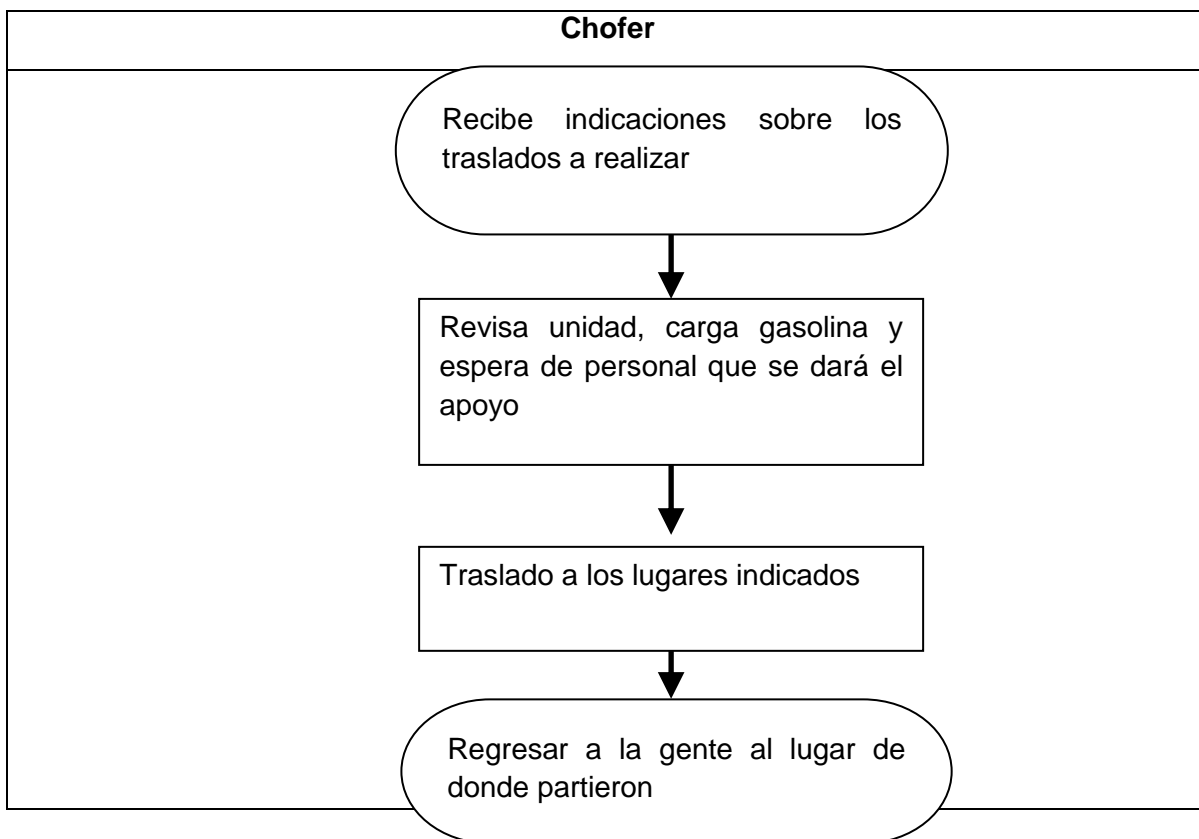 Chofer
Recibe indicaciones sobre los
traslados a realizar
Revisa unidad, carga gasolina y
espera de personal que se dará el
apoyo
Traslado a los lugares indicados
Regresar a la gente al lugar de
donde partieron